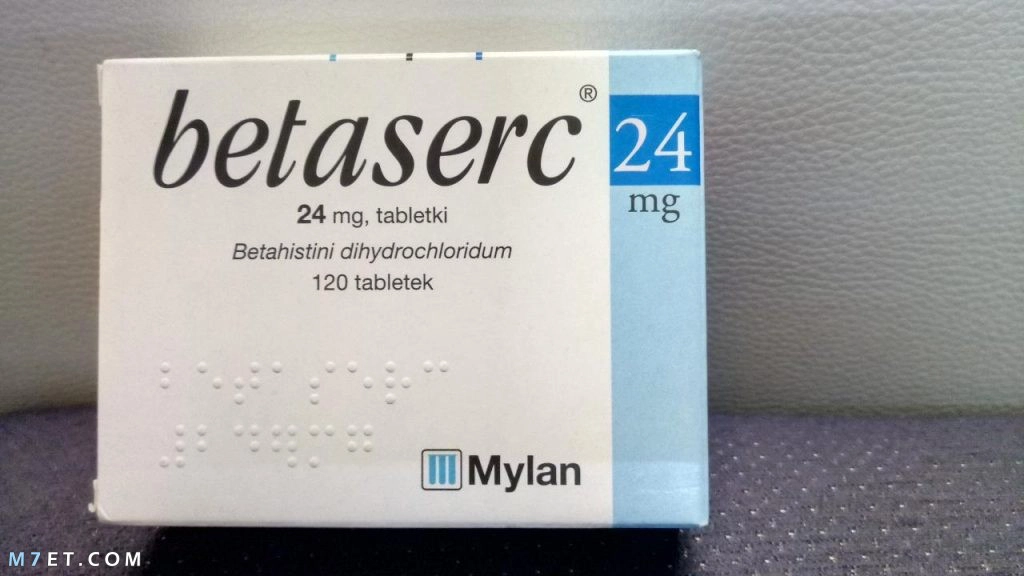 betaserc®
24
mg
24 mg, tabletki
Betahistini dihydrochloridum
120 tabletek
Mylan
M7ET.COM